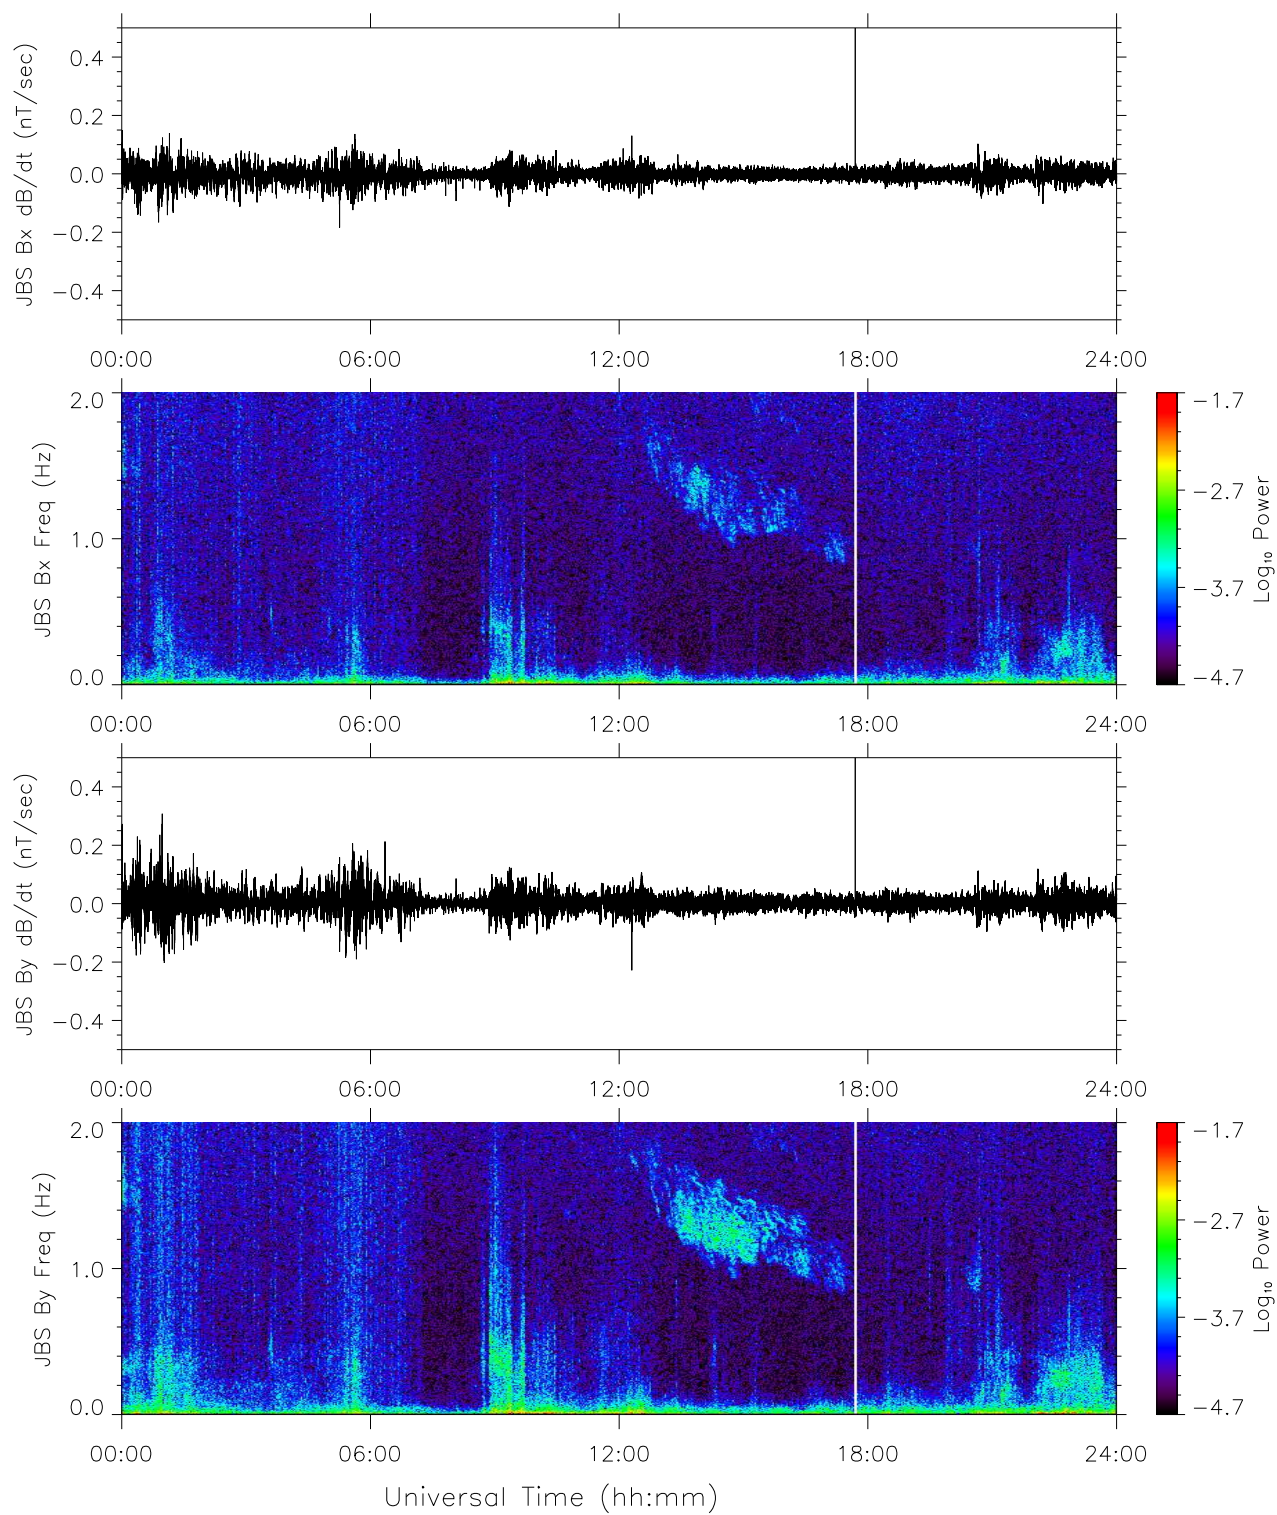 JBS Bx dB/dt (nT/sec)
0.4
0.2
0.0
−0.2
−0.4
00:00 06:00 12:00 18:00 24:00
JBS Bx Freq (Hz)
2.0
1.0
0.0
00:00 06:00 12:00 18:00 24:00
−1.7
−2.7
−3.7
−4.7
Log₁₀ Power
JBS By dB/dt (nT/sec)
0.4
0.2
0.0
−0.2
−0.4
00:00 06:00 12:00 18:00 24:00
JBS By Freq (Hz)
2.0
1.0
0.0
00:00 06:00 12:00 18:00 24:00
−1.7
−2.7
−3.7
−4.7
Log₁₀ Power
Universal Time (hh:mm)